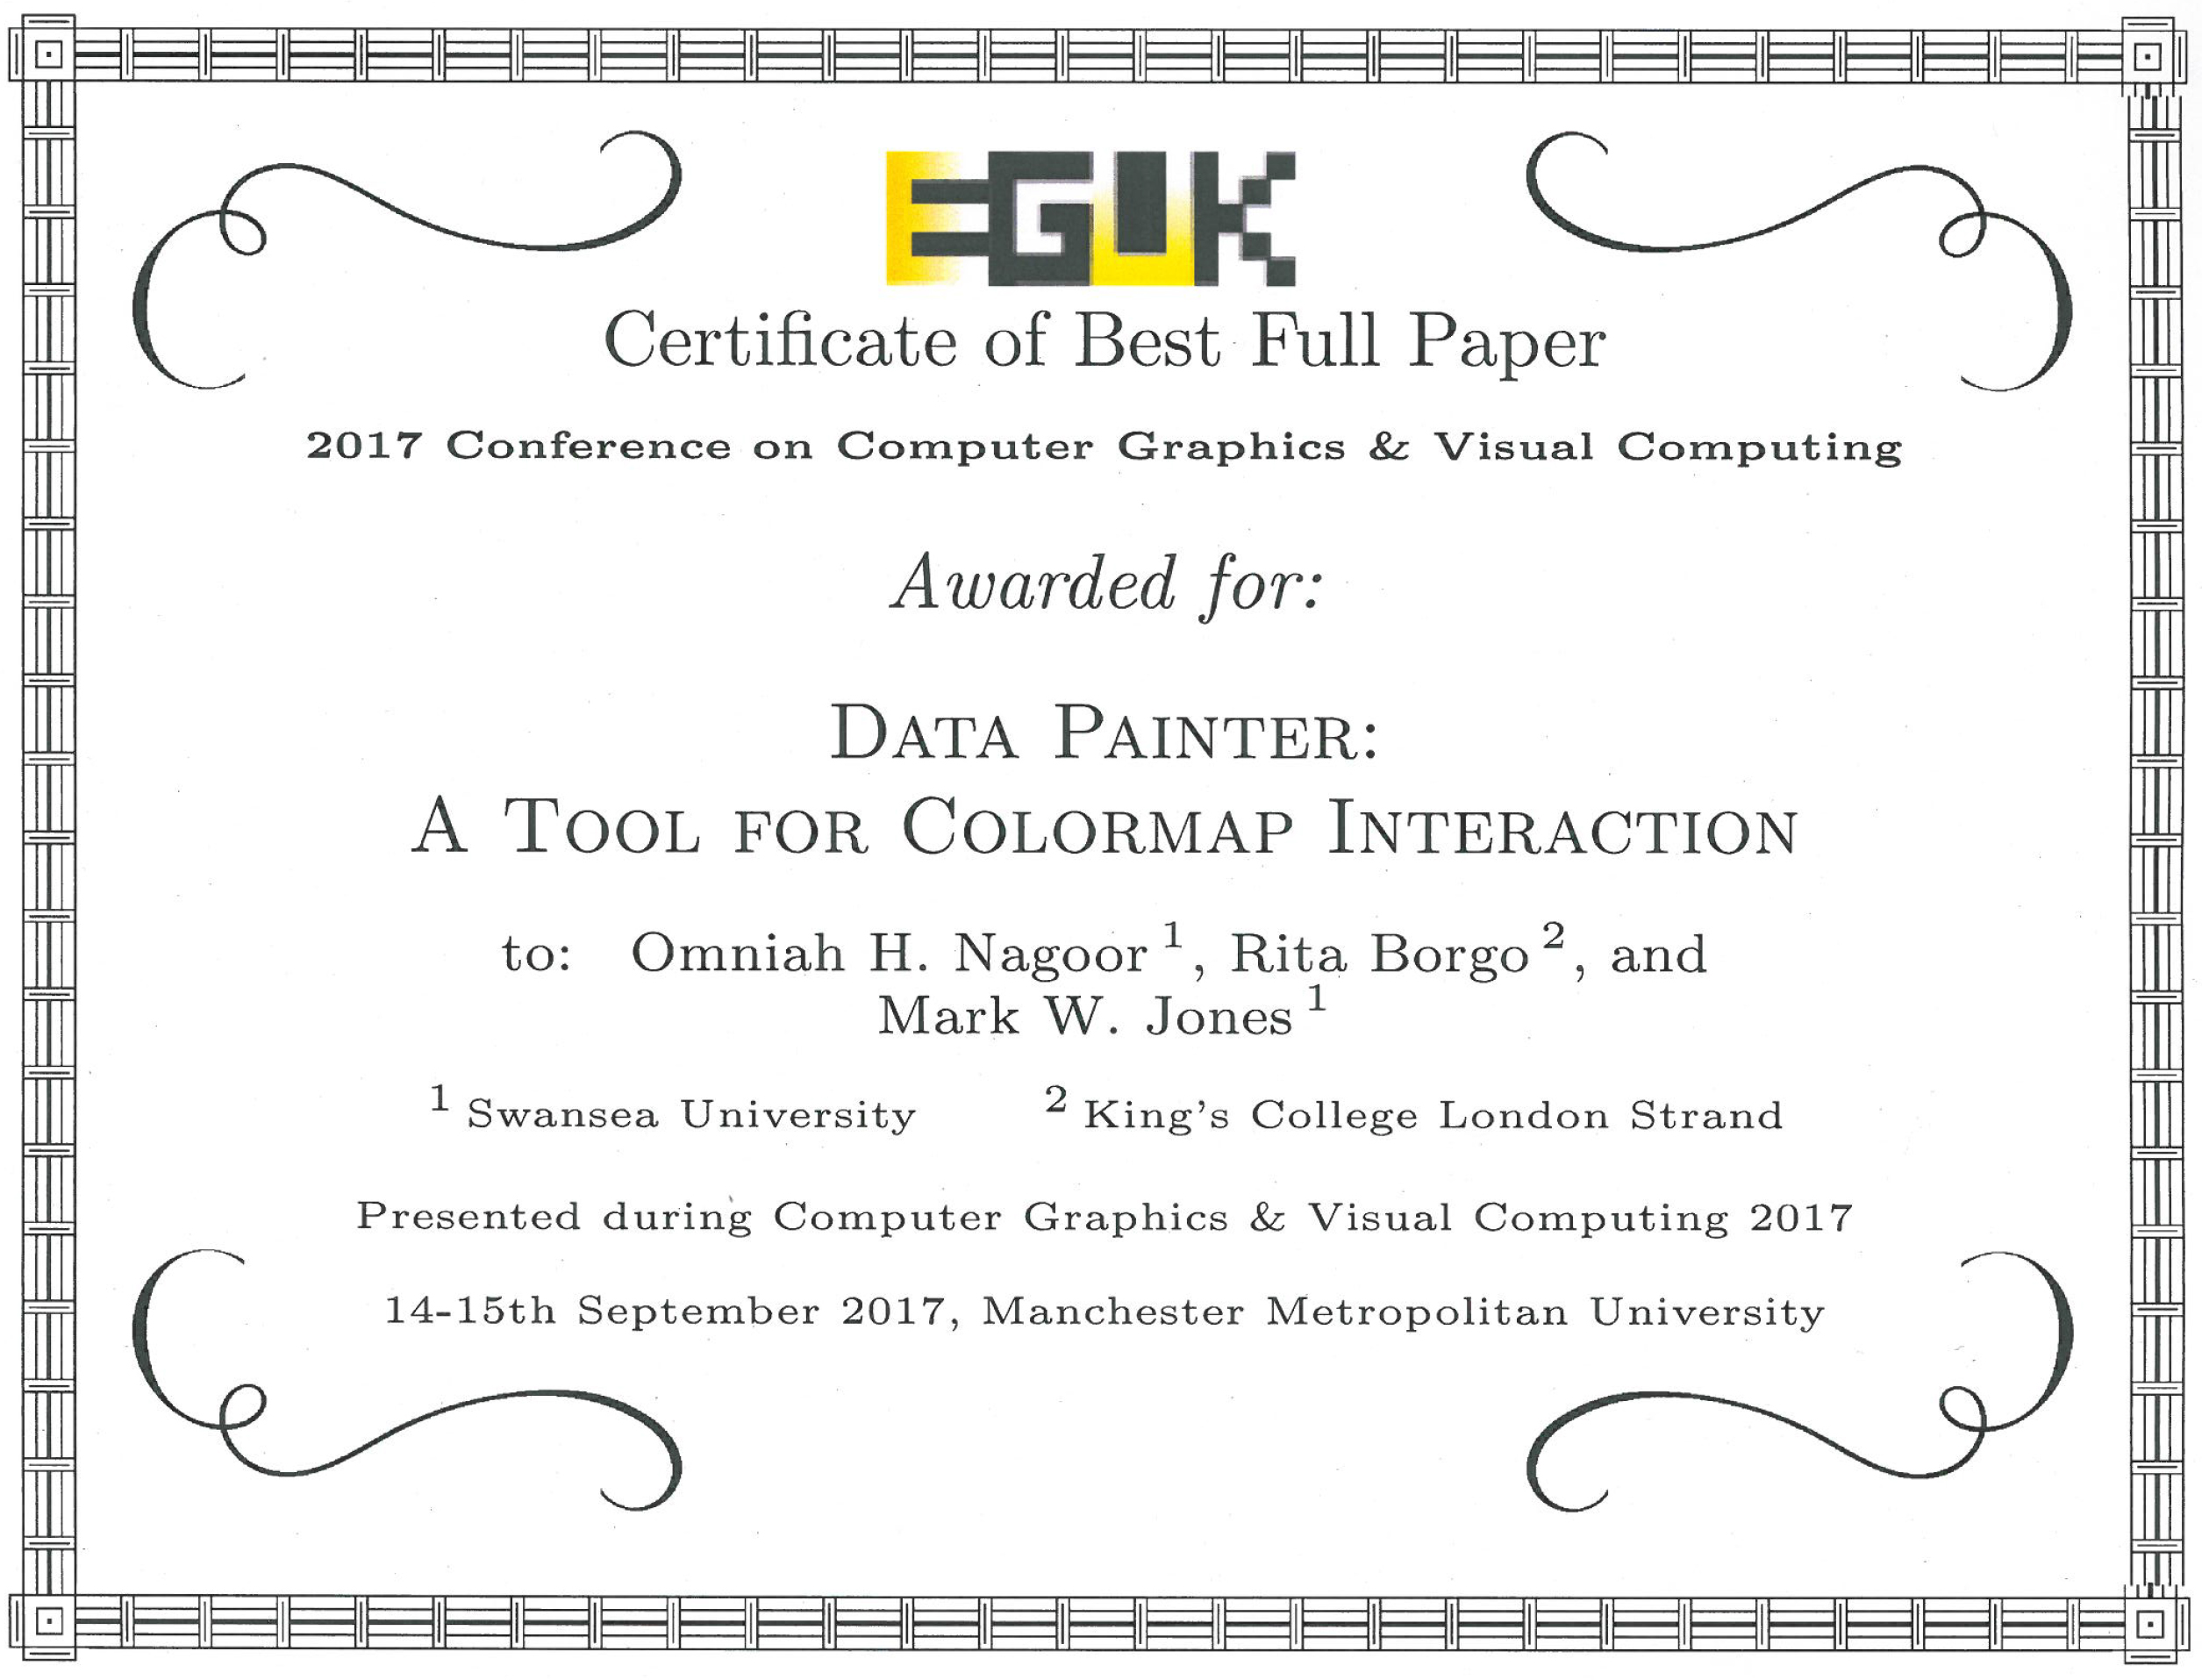 EGUK
Certificate of Best Full Paper
2017 Conference on Computer Graphics & Visual Computing
Awarded for:
DATA PAINTER:
A TOOL FOR COLORMAP INTERACTION
to: Omniah H. Nagoor 1, Rita Borgo 2, and
Mark W. Jones 1
1 Swansea University 2 King's College London Strand
Presented during Computer Graphics & Visual Computing 2017
14-15th September 2017, Manchester Metropolitan University